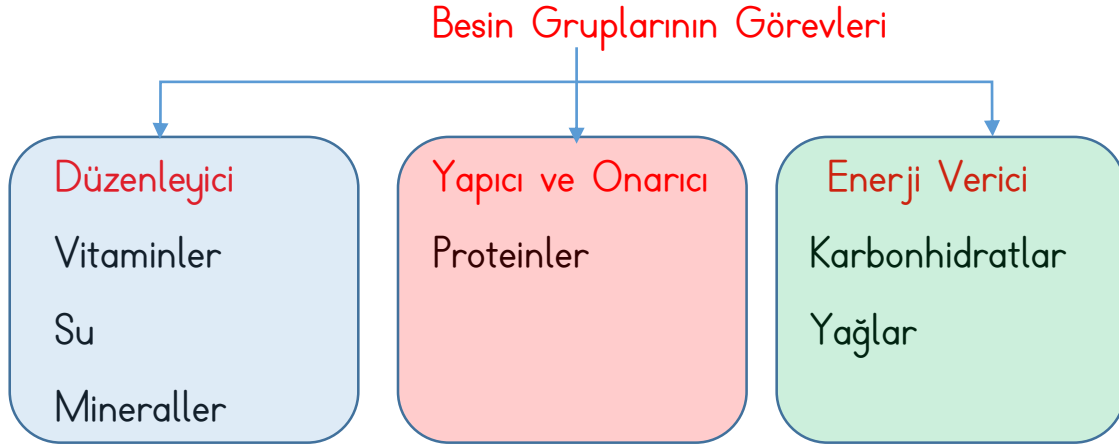 Besin Gruplarının Görevleri
Düzenleyici
Vitaminler
Su
Mineraller
Yapıcı ve Onarıcı
Proteinler
Enerji Verici
Karbonhidratlar
Yağlar